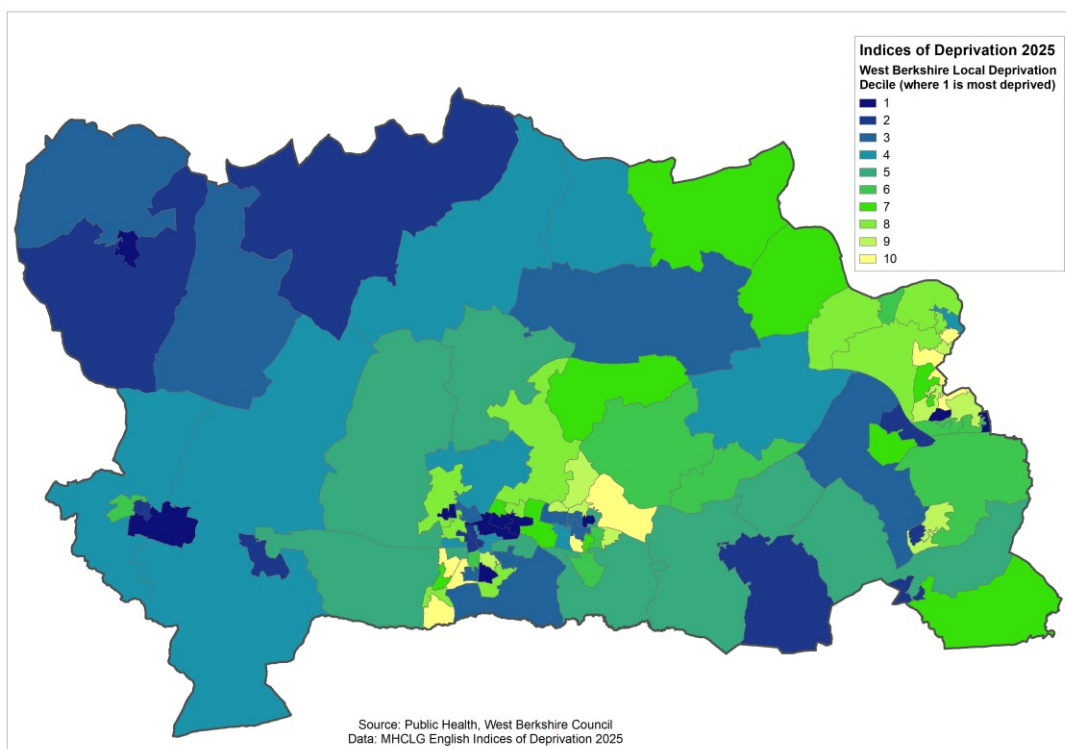 Indices of Deprivation 2025
West Berkshire Local Deprivation
Decile (where 1 is most deprived)
1
2
3
4
5
6
7
8
9
10
Source: Public Health, West Berkshire Council
Data: MHCLG English Indices of Deprivation 2025